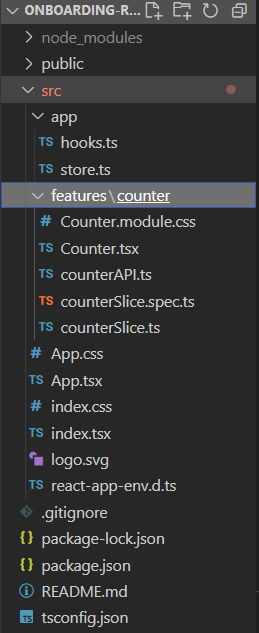 ONBOARDING-R...
node_modules
public
src
app
TS hooks.ts
TS store.ts
features\counter
# Counter.module.css
TS Counter.tsx
TS counterAPI.ts
TS counterSlice.spec.ts
TS counterSlice.ts
# App.css
TS App.tsx
# index.css
TS index.tsx
logo.svg
TS react-app-env.d.ts
.gitignore
{} package-lock.json
{} package.json
README.md
TS tsconfig.json